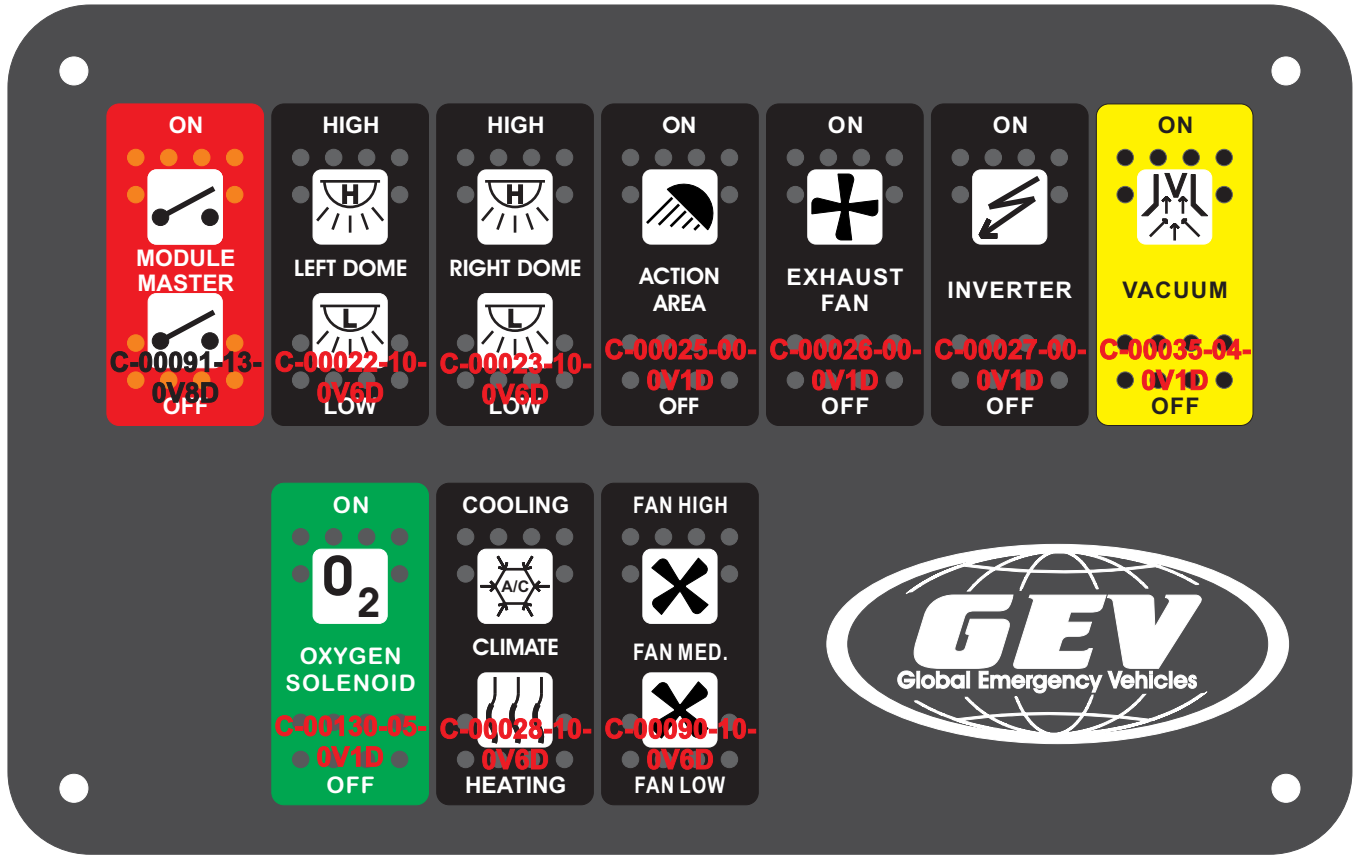 ON
HIGH
HIGH
ON
ON
ON
ON
H
H
MODULE
MASTER
LEFT DOME
RIGHT DOME
ACTION
AREA
EXHAUST
FAN
INVERTER
VACUUM
L
L
C-00091-13-
0V8D
C-00022-10-
0V6D
C-00023-10-
0V6D
C-00025-00-
0V1D
C-00026-00-
0V1D
C-00027-00-
0V1D
C-00035-04-
0V1D
OFF
LOW
LOW
OFF
OFF
OFF
OFF
ON
COOLING
FAN HIGH
O2
A/C
OXYGEN
SOLENOID
CLIMATE
FAN MED.
C-00130-05-
0V1D
C-00028-10-
0V6D
C-00090-10-
0V6D
OFF
HEATING
FAN LOW
GEV
Global Emergency Vehicles